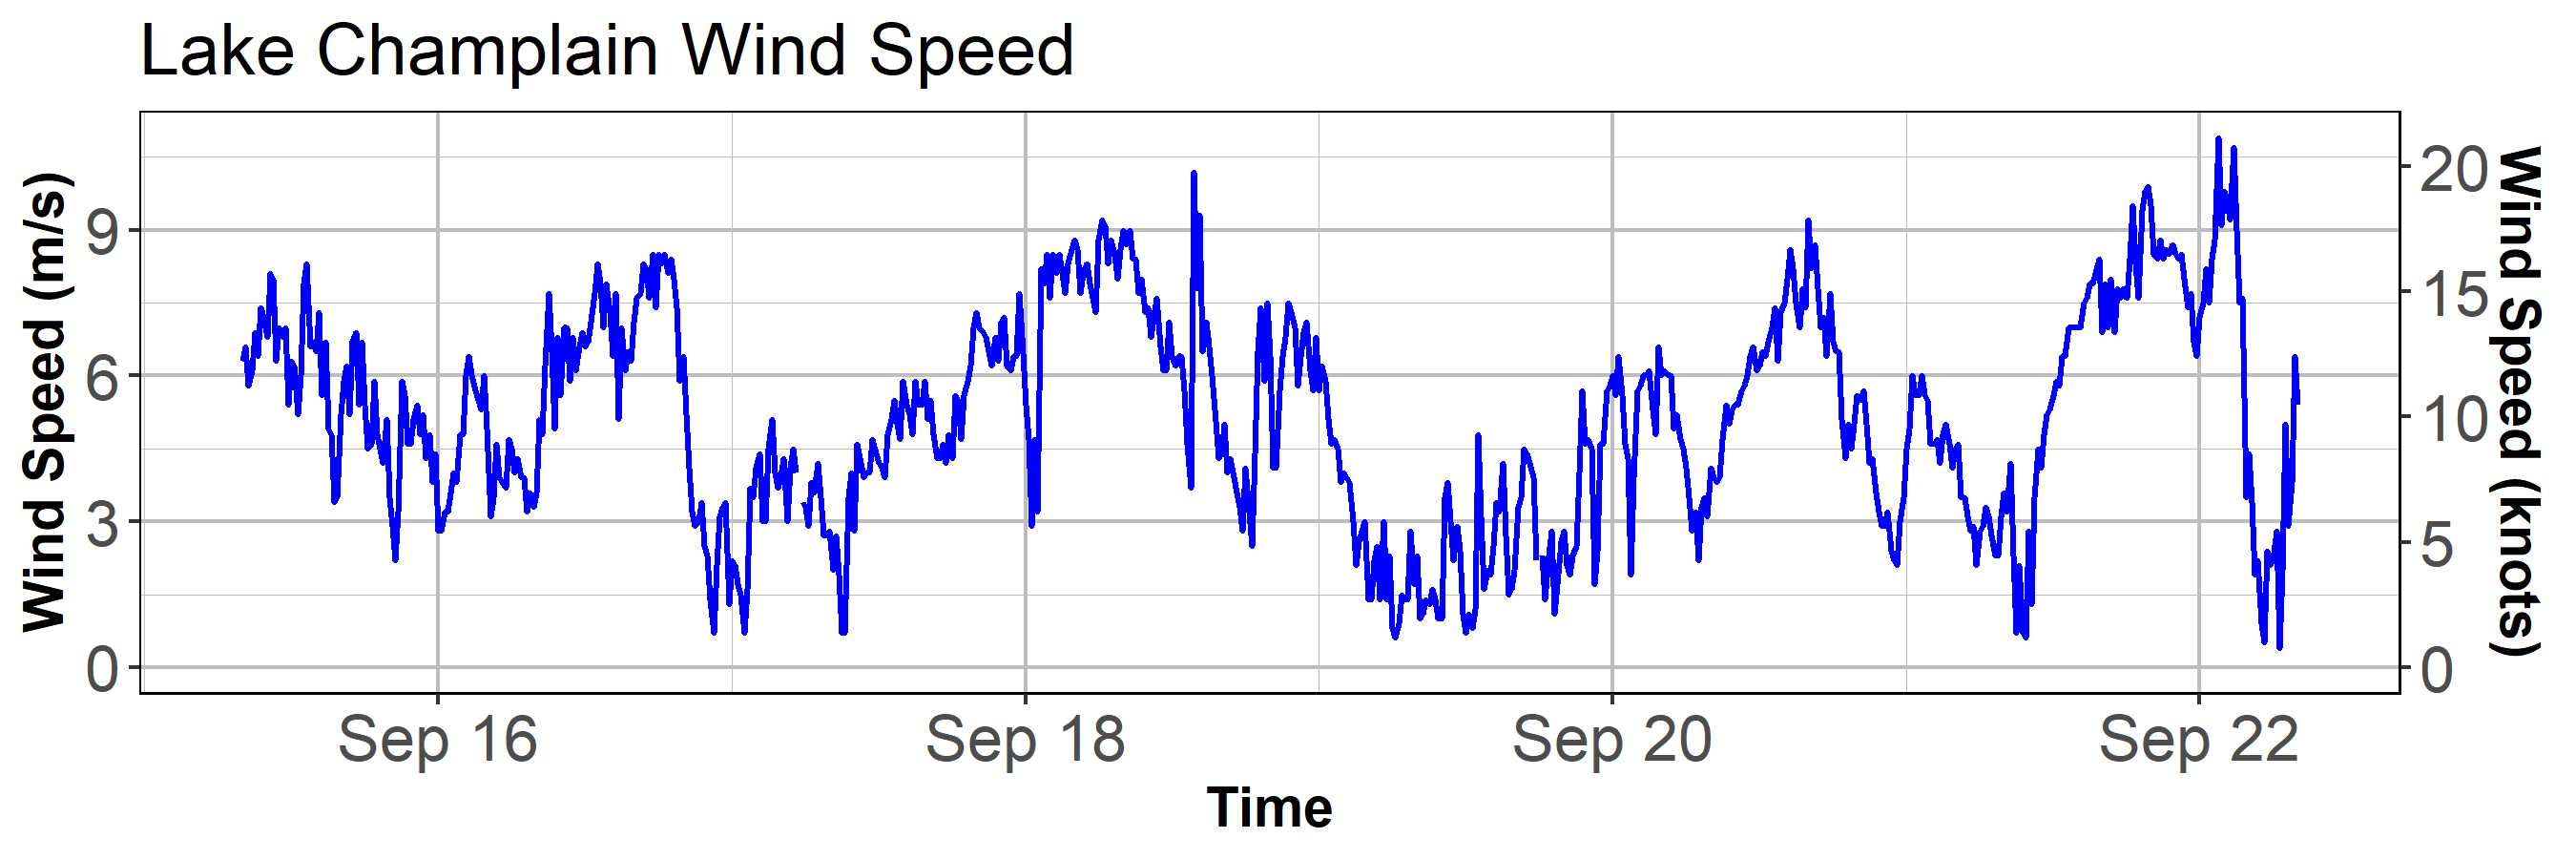 Lake Champlain Wind Speed
Wind Speed (m/s)
9
6
3
0
20
15
10
5
0
Wind Speed (knots)
Sep 16 Sep 18 Sep 20 Sep 22
Time